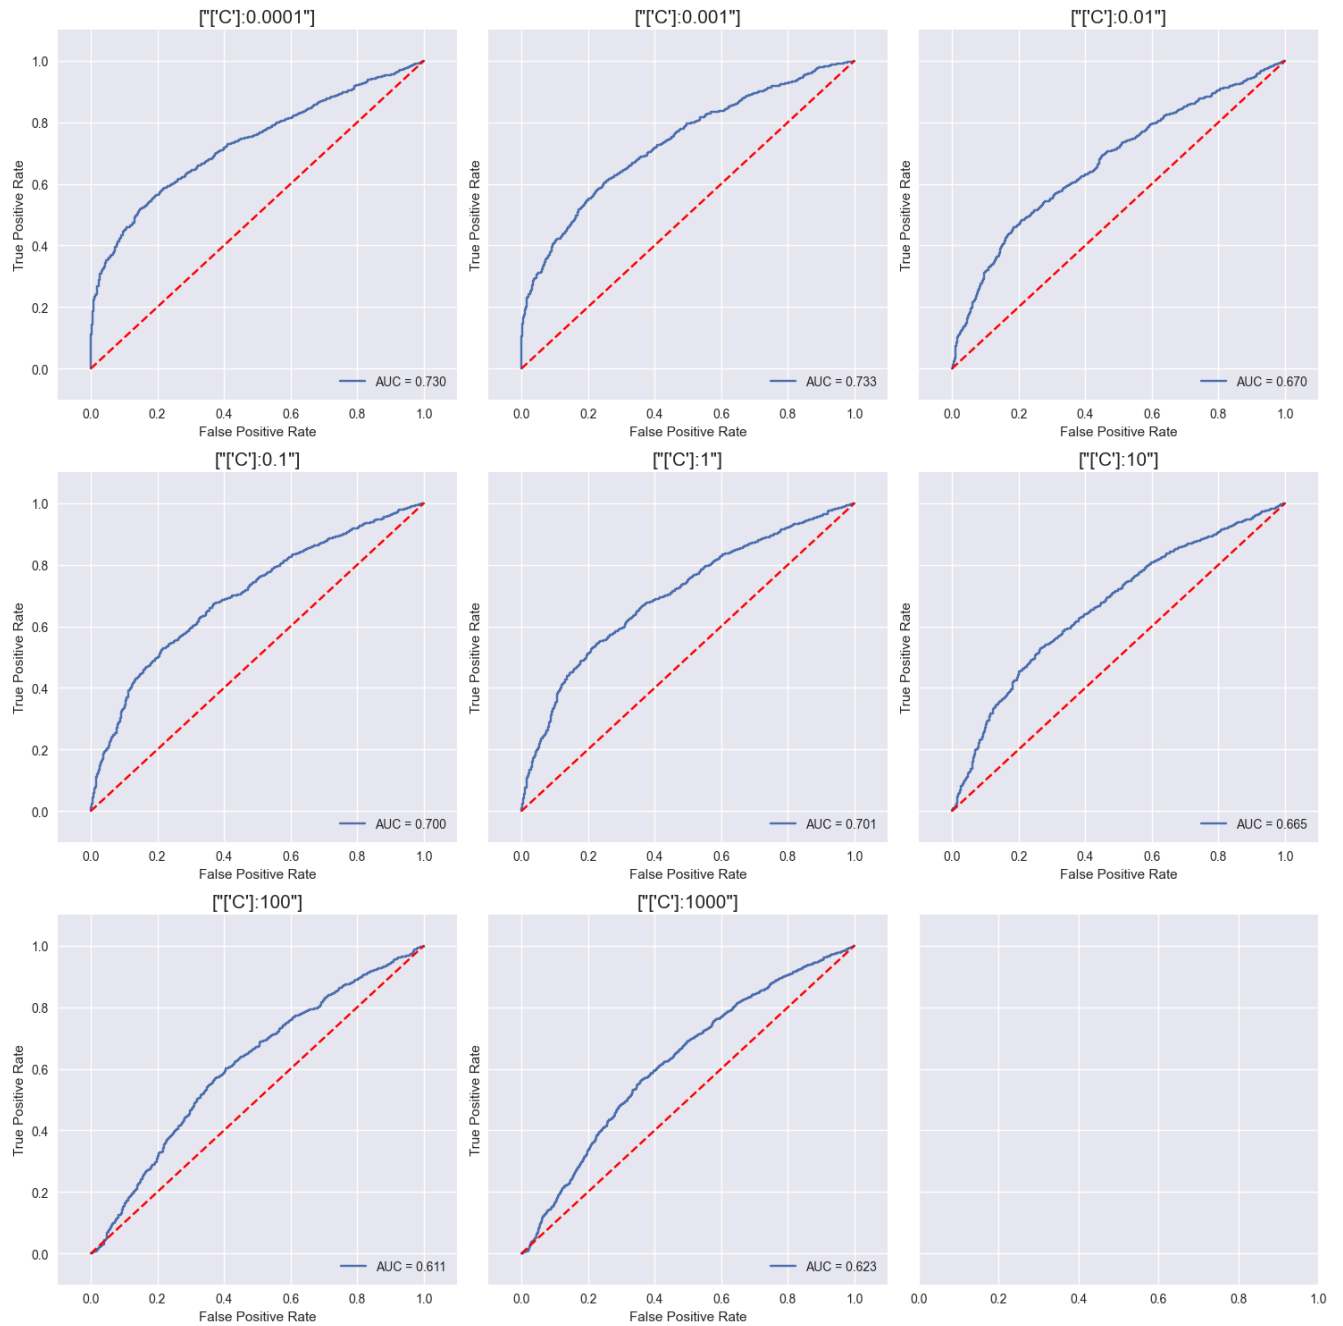 ["['C']:0.0001"]
["['C']:0.001"]
["['C']:0.01"]
True Positive Rate
1.0
0.8
0.6
0.4
0.2
0.0
AUC = 0.730
0.0 0.2 0.4 0.6 0.8 1.0
False Positive Rate
True Positive Rate
AUC = 0.733
0.0 0.2 0.4 0.6 0.8 1.0
False Positive Rate
True Positive Rate
AUC = 0.670
0.0 0.2 0.4 0.6 0.8 1.0
False Positive Rate
["['C']:0.1"]
["['C']:1"]
["['C']:10"]
True Positive Rate
1.0
0.8
0.6
0.4
0.2
0.0
AUC = 0.700
0.0 0.2 0.4 0.6 0.8 1.0
False Positive Rate
True Positive Rate
AUC = 0.701
0.0 0.2 0.4 0.6 0.8 1.0
False Positive Rate
True Positive Rate
AUC = 0.665
0.0 0.2 0.4 0.6 0.8 1.0
False Positive Rate
["['C']:100"]
["['C']:1000"]
True Positive Rate
1.0
0.8
0.6
0.4
0.2
0.0
AUC = 0.611
0.0 0.2 0.4 0.6 0.8 1.0
False Positive Rate
True Positive Rate
AUC = 0.623
0.0 0.2 0.4 0.6 0.8 1.0
False Positive Rate
0.0 0.2 0.4 0.6 0.8 1.0